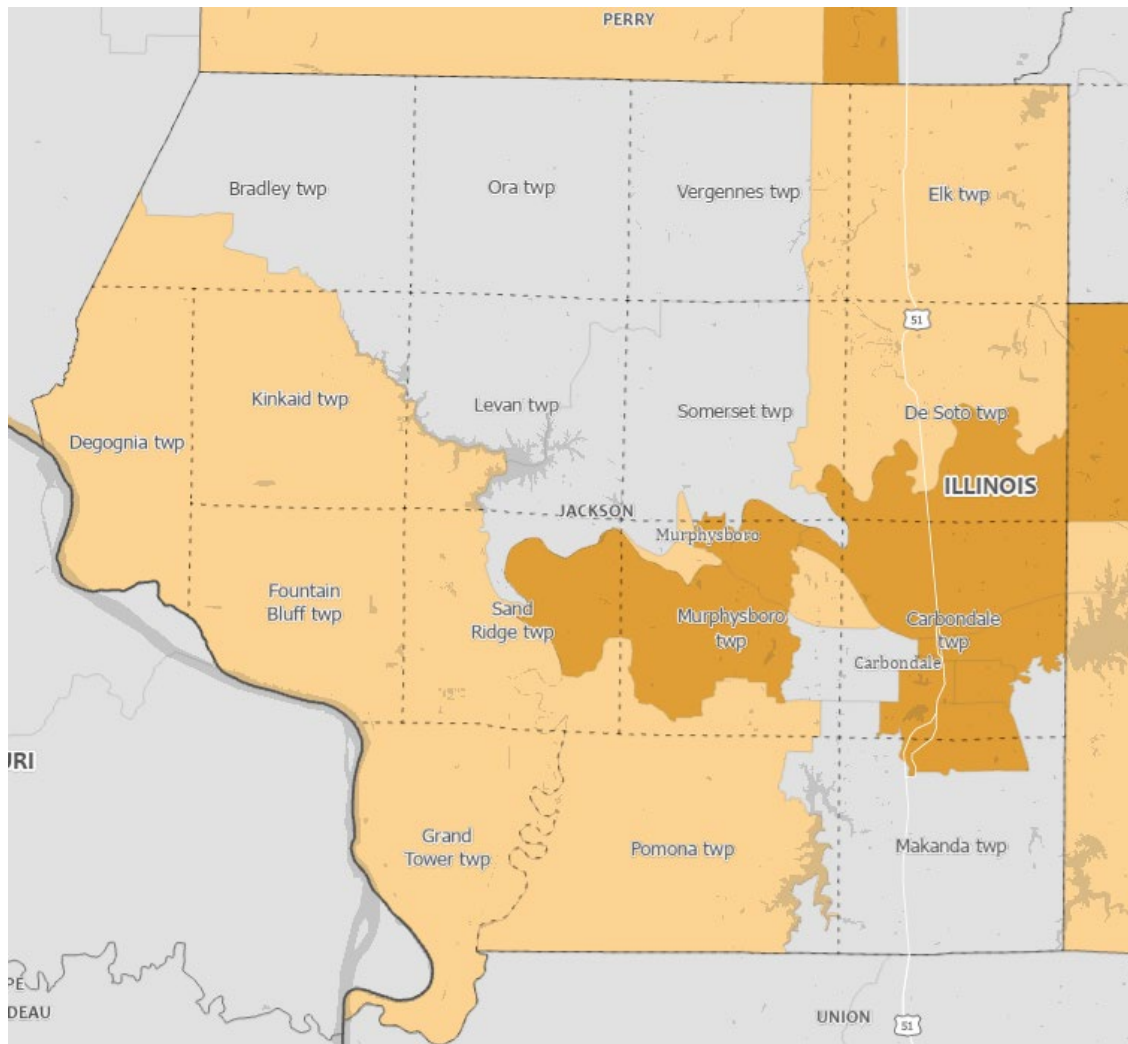 PERRY
Bradley twp
Ora twp
Vergennes twp
Elk twp
51
Kinkaid twp
Levan twp
Somerset twp
De Soto twp
Degognia twp
ILLINOIS
JACKSON
Murphysboro
Fountain
Bluff twp
Sand
Ridge twp
Murphysboro
twp
Carbondale
twp
Carbondale
URI
Grand
Tower twp
Pomona twp
Makanda twp
PE
DEAU
UNION
51